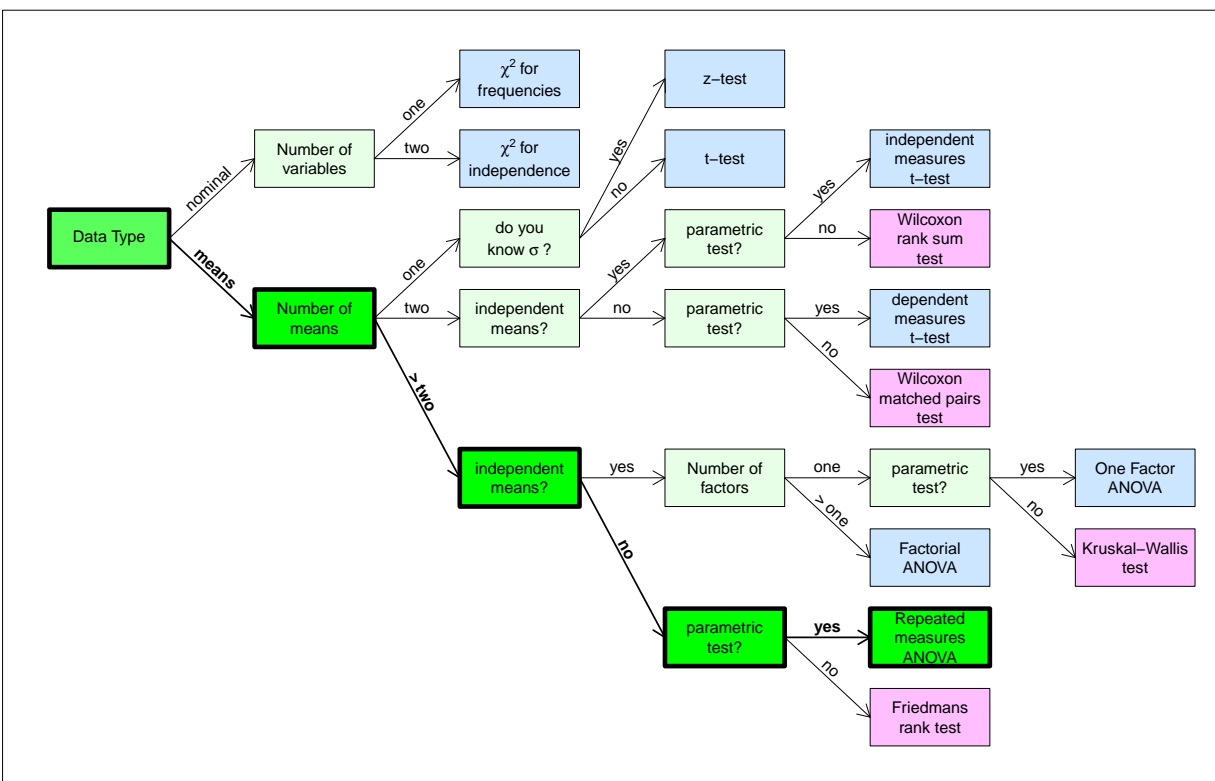 χ² for
frequencies
z−test
one
Number of
variables
two
χ² for
independence
yes
t−test
no
independent
measures
t−test
nominal
yes
Data Type
do you
know σ ?
parametric
test?
no
Wilcoxon
rank sum
test
means
one
yes
Number of
means
two
independent
means?
no
parametric
test?
yes
dependent
measures
t−test
no
> two
Wilcoxon
matched pairs
test
independent
means?
yes
Number of
factors
one
parametric
test?
yes
One Factor
ANOVA
> one
no
no
Factorial
ANOVA
Kruskal−Wallis
test
parametric
test?
yes
Repeated
measures
ANOVA
no
Friedmans
rank test